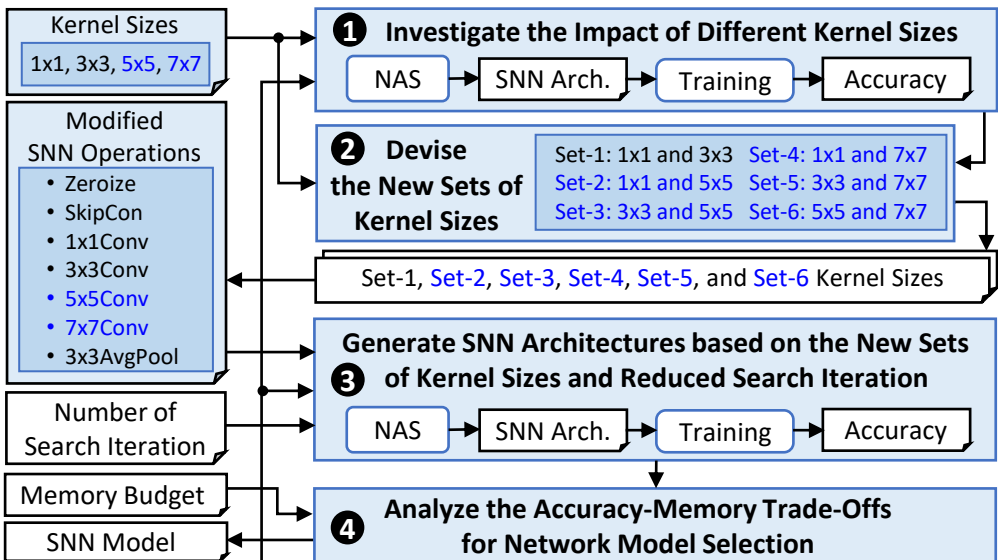 Kernel Sizes
1x1, 3x3, 5x5, 7x7
Modified
SNN Operations
• Zeroize
• SkipCon
• 1x1Conv
• 3x3Conv
• 5x5Conv
• 7x7Conv
• 3x3AvgPool
Number of
Search Iteration
Memory Budget
SNN Model
1 Investigate the Impact of Different Kernel Sizes
NAS SNN Arch. Training Accuracy
2 Devise
the New Sets of
Kernel Sizes
Set-1: 1x1 and 3x3 Set-4: 1x1 and 7x7
Set-2: 1x1 and 5x5 Set-5: 3x3 and 7x7
Set-3: 3x3 and 5x5 Set-6: 5x5 and 7x7
Set-1, Set-2, Set-3, Set-4, Set-5, and Set-6 Kernel Sizes
Generate SNN Architectures based on the New Sets
3 of Kernel Sizes and Reduced Search Iteration
NAS SNN Arch. Training Accuracy
4 Analyze the Accuracy-Memory Trade-Offs
for Network Model Selection